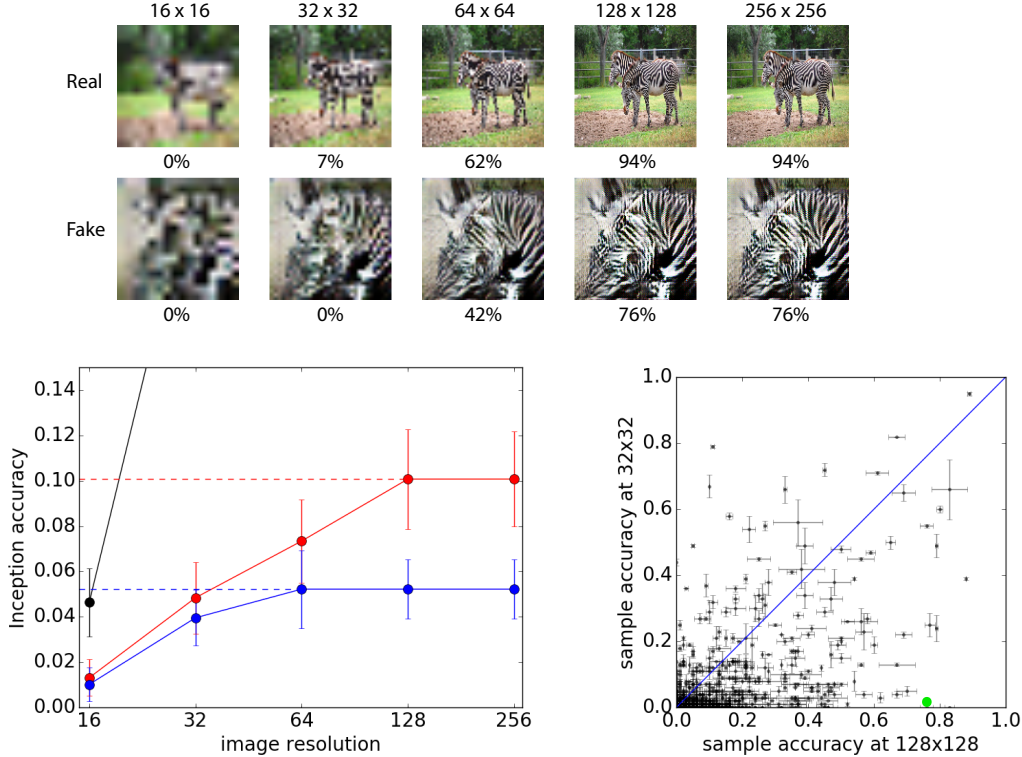 16 x 16 32 x 32 64 x 64 128 x 128 256 x 256
Real
0% 7% 62% 94% 94%
Fake
0% 0% 42% 76% 76%
0.14
0.12
0.10
0.08
0.06
0.04
0.02
0.00
Inception accuracy
16 32 64 128 256
image resolution
1.0
0.8
0.6
0.4
0.2
0.0
sample accuracy at 32x32
0.0 0.2 0.4 0.6 0.8 1.0
sample accuracy at 128x128